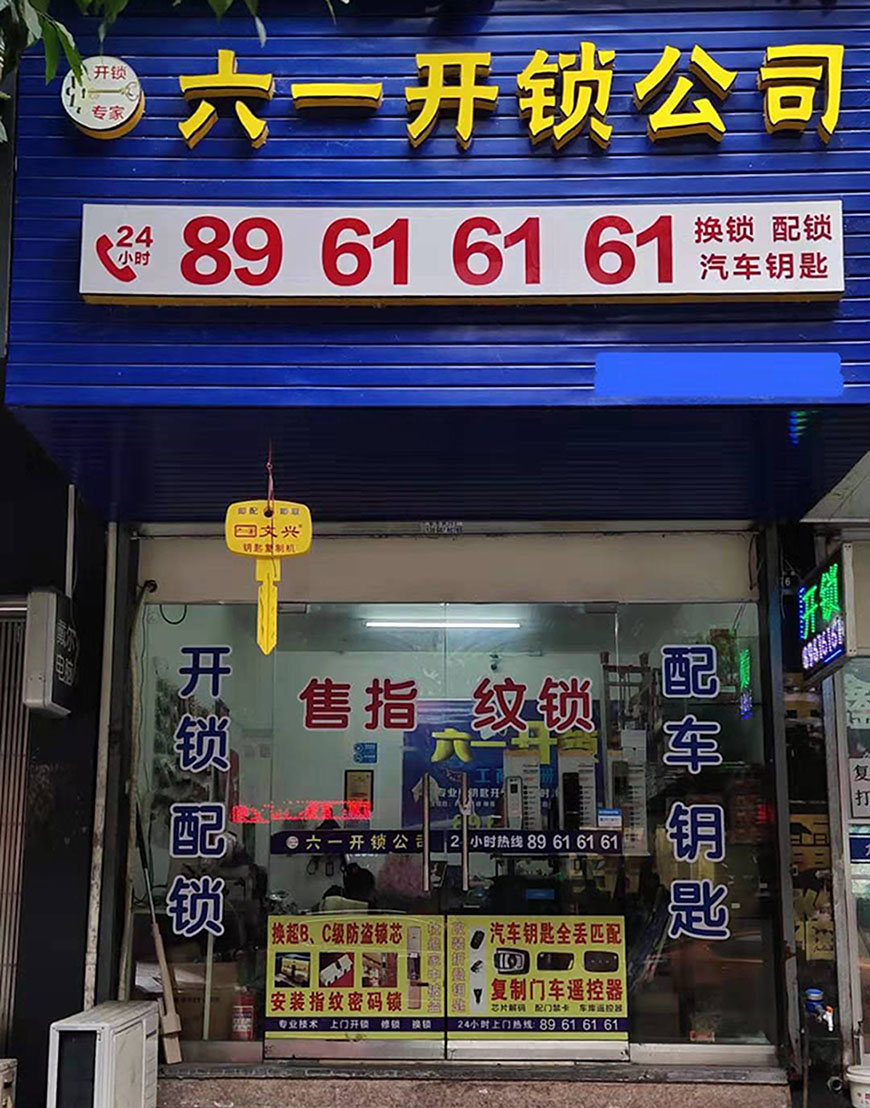 开锁
专家
六一开锁公司
24
小时
89 61 61 61
换锁 配锁
汽车钥匙
文兴
钥匙复制机
开锁
89616161
开锁配锁
售指纹锁
配车钥匙
六一开锁
六一开锁公司
24小时热线 89 61 61 61
换超B、C级防盗锁芯
安装指纹密码锁
专业技术 上门开锁 修锁 换锁
汽车钥匙全丢匹配
复制门车遥控器
芯片解码 配门禁卡 车库遥控器
24小时上门热线: 89 61 61 61